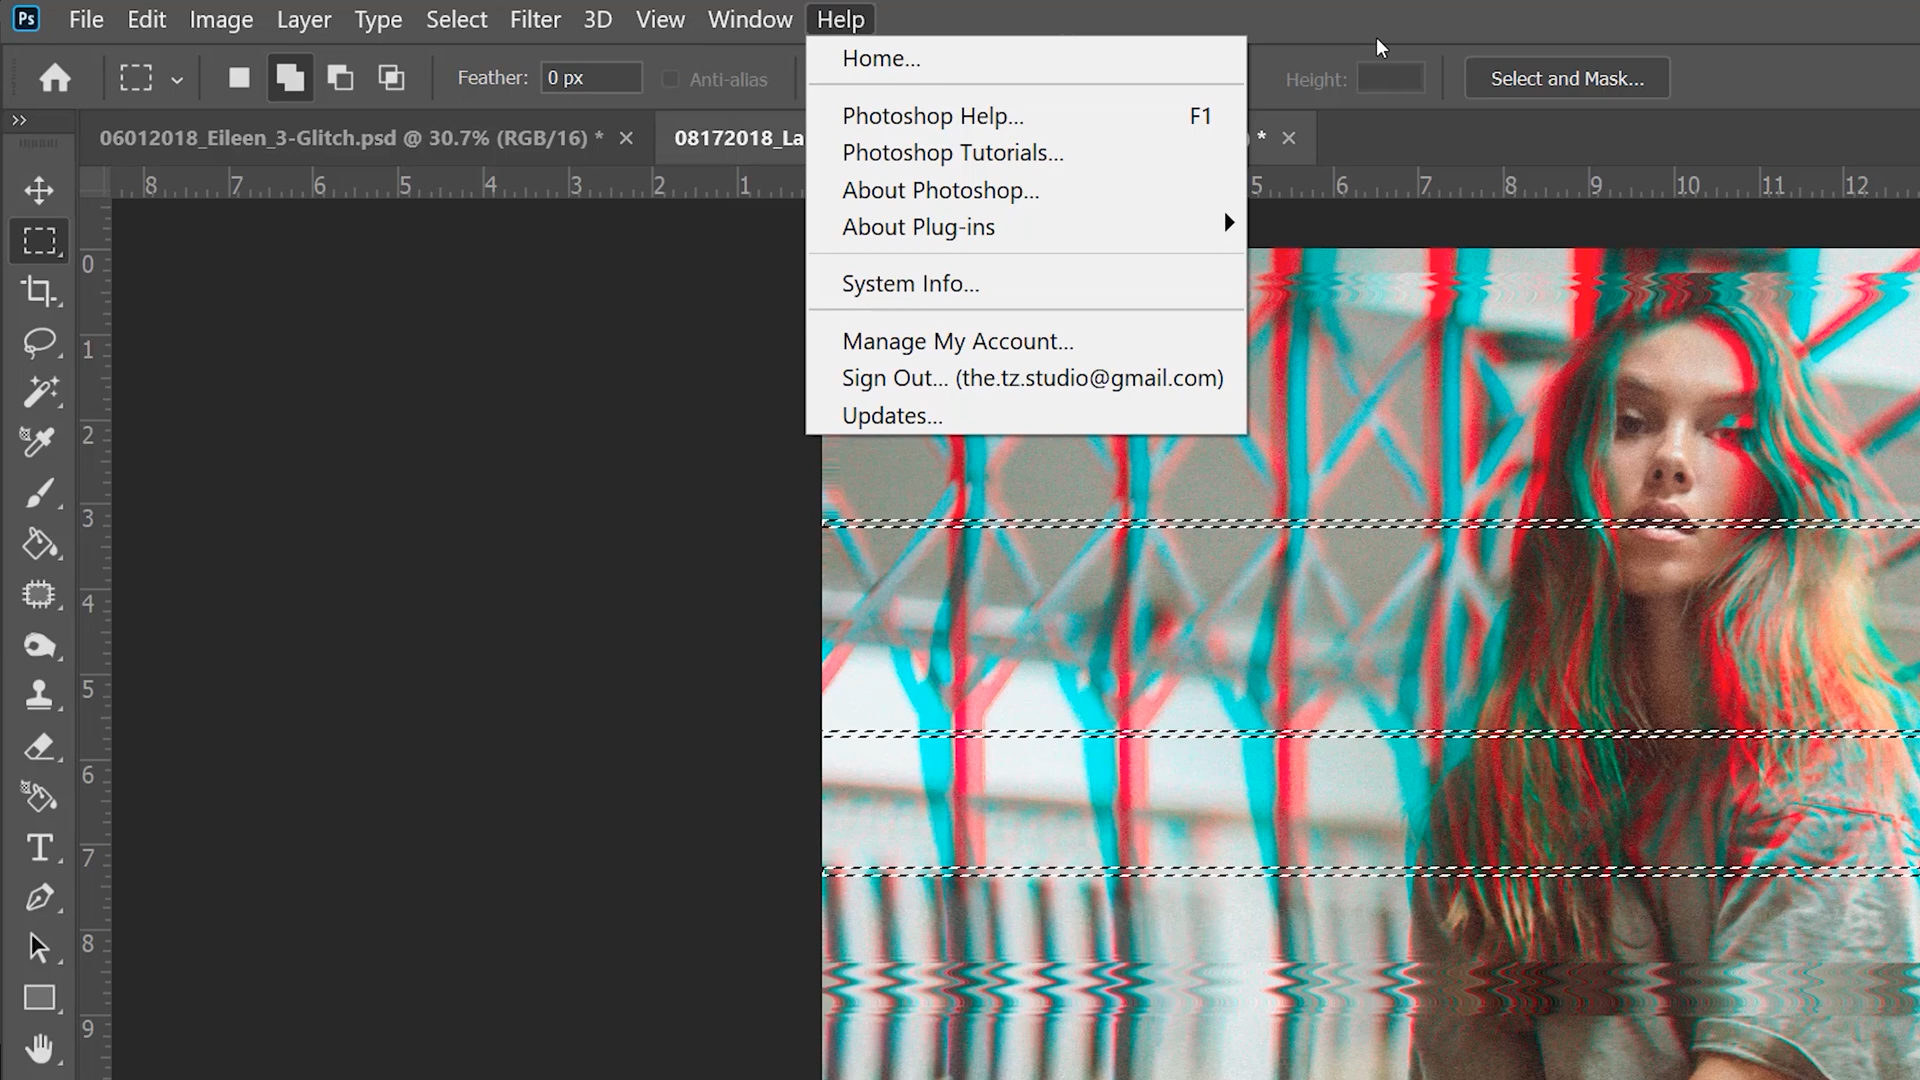 Ps File Edit Image Layer Type Select Filter 3D View Window Help
Home...
Feather: 0 px Anti-alias Height: Select and Mask...
Photoshop Help... F1
06012018_Eileen_3-Glitch.psd @ 30.7% (RGB/16) * × 08172018_La * ×
Photoshop Tutorials...
8 7 6 5 4 3 2 1 5 6 7 8 9 10 11 12
About Photoshop...
About Plug-ins
0
System Info...
1
Manage My Account...
Sign Out... (the.tz.studio@gmail.com)
Updates...
2
3
4
5
6
7
8
9